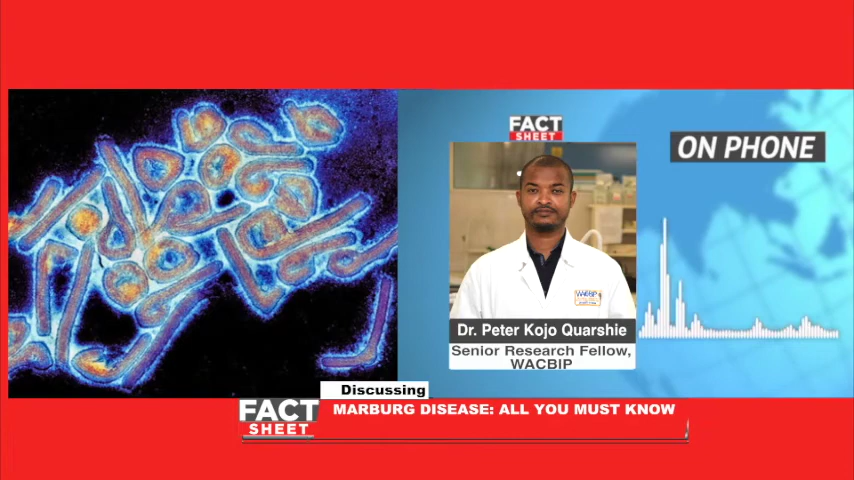 FACT
SHEET
ON PHONE
WACBIP
Dr. Peter Kojo Quarshie
Senior Research Fellow,
WACBIP
Discussing
FACT
SHEET
MARBURG DISEASE: ALL YOU MUST KNOW